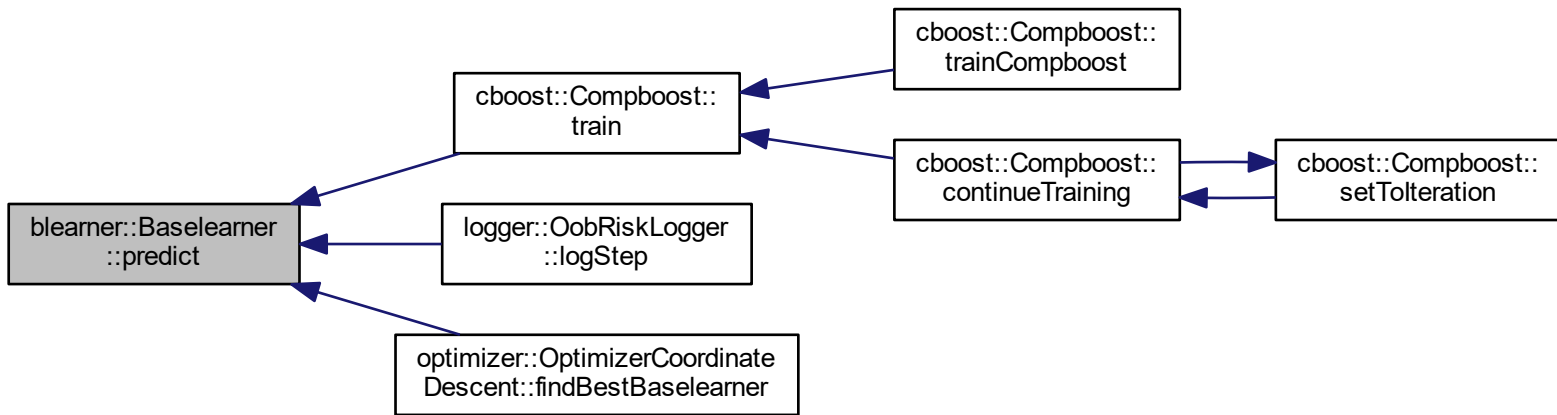 cboost::Compboost::
trainCompboost
cboost::Compboost::
train
cboost::Compboost::
continueTraining
cboost::Compboost::
setToIteration
blearner::Baselearner
::predict
logger::OobRiskLogger
::logStep
optimizer::OptimizerCoordinate
Descent::findBestBaselearner